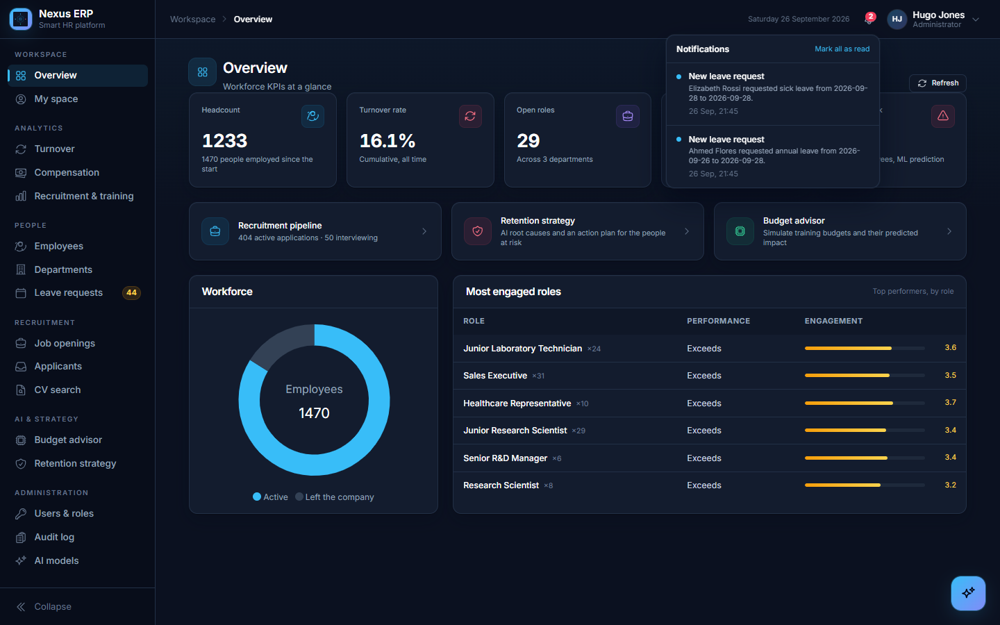 Nexus ERP
Smart HR platform
Workspace
Overview
Saturday 26 September 2026
2
HJ
Hugo Jones
Administrator
WORKSPACE
Overview
My space
ANALYTICS
Turnover
Compensation
Recruitment & training
PEOPLE
Employees
Departments
Leave requests
44
RECRUITMENT
Job openings
Applicants
CV search
AI & STRATEGY
Budget advisor
Retention strategy
ADMINISTRATION
Users & roles
Audit log
AI models
Collapse
Overview
Workforce KPIs at a glance
Refresh
Notifications
Mark all as read
New leave request
Elizabeth Rossi requested sick leave from 2026-09-
28 to 2026-09-28.
26 Sep, 21:45
New leave request
Ahmed Flores requested annual leave from 2026-
09-26 to 2026-09-28.
26 Sep, 21:45
Headcount
1233
1470 people employed since the
start
Turnover rate
16.1%
Cumulative, all time
Open roles
29
Across 3 departments
ML prediction
Recruitment pipeline
404 active applications · 50 interviewing
Retention strategy
AI root causes and an action plan for the people
at risk
Budget advisor
Simulate training budgets and their predicted
impact
Workforce
Employees
1470
Active
Left the company
Most engaged roles
Top performers, by role
ROLE PERFORMANCE ENGAGEMENT
Junior Laboratory Technician ×24 Exceeds 3.6
Sales Executive ×31 Exceeds 3.5
Healthcare Representative ×10 Exceeds 3.7
Junior Research Scientist ×29 Exceeds 3.4
Senior R&D Manager ×6 Exceeds 3.4
Research Scientist ×8 Exceeds 3.2